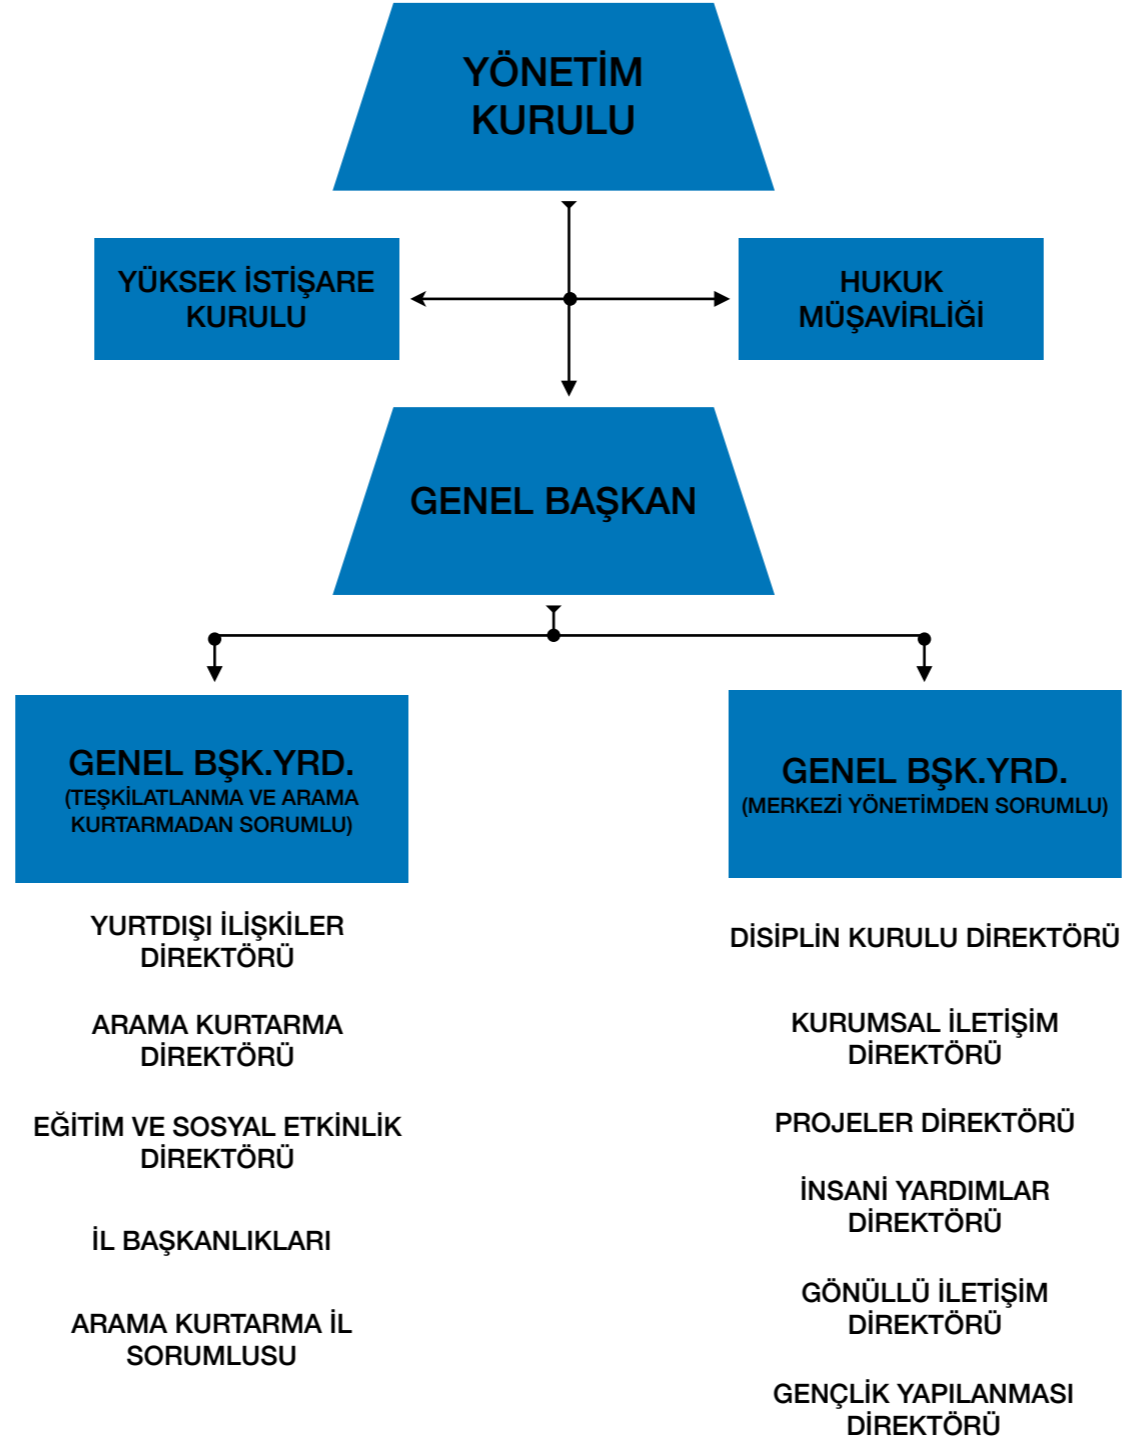 YÖNETİM
KURULU
YÜKSEK İSTİŞARE
KURULU
HUKUK
MÜŞAVİRLİĞİ
GENEL BAŞKAN
GENEL BŞK.YRD.
(TEŞKİLATLANMA VE ARAMA
KURTARMADAN SORUMLU)
YURTDIŞI İLİŞKİLER
DİREKTÖRÜ
ARAMA KURTARMA
DİREKTÖRÜ
EĞİTİM VE SOSYAL ETKİNLİK
DİREKTÖRÜ
İL BAŞKANLIKLARI
ARAMA KURTARMA İL
SORUMLUSU
GENEL BŞK.YRD.
(MERKEZİ YÖNETİMDEN SORUMLU)
DİSİPLİN KURULU DİREKTÖRÜ
KURUMSAL İLETİŞİM
DİREKTÖRÜ
PROJELER DİREKTÖRÜ
İNSANİ YARDIMLAR
DİREKTÖRÜ
GÖNÜLLÜ İLETİŞİM
DİREKTÖRÜ
GENÇLİK YAPILANMASI
DİREKTÖRÜ